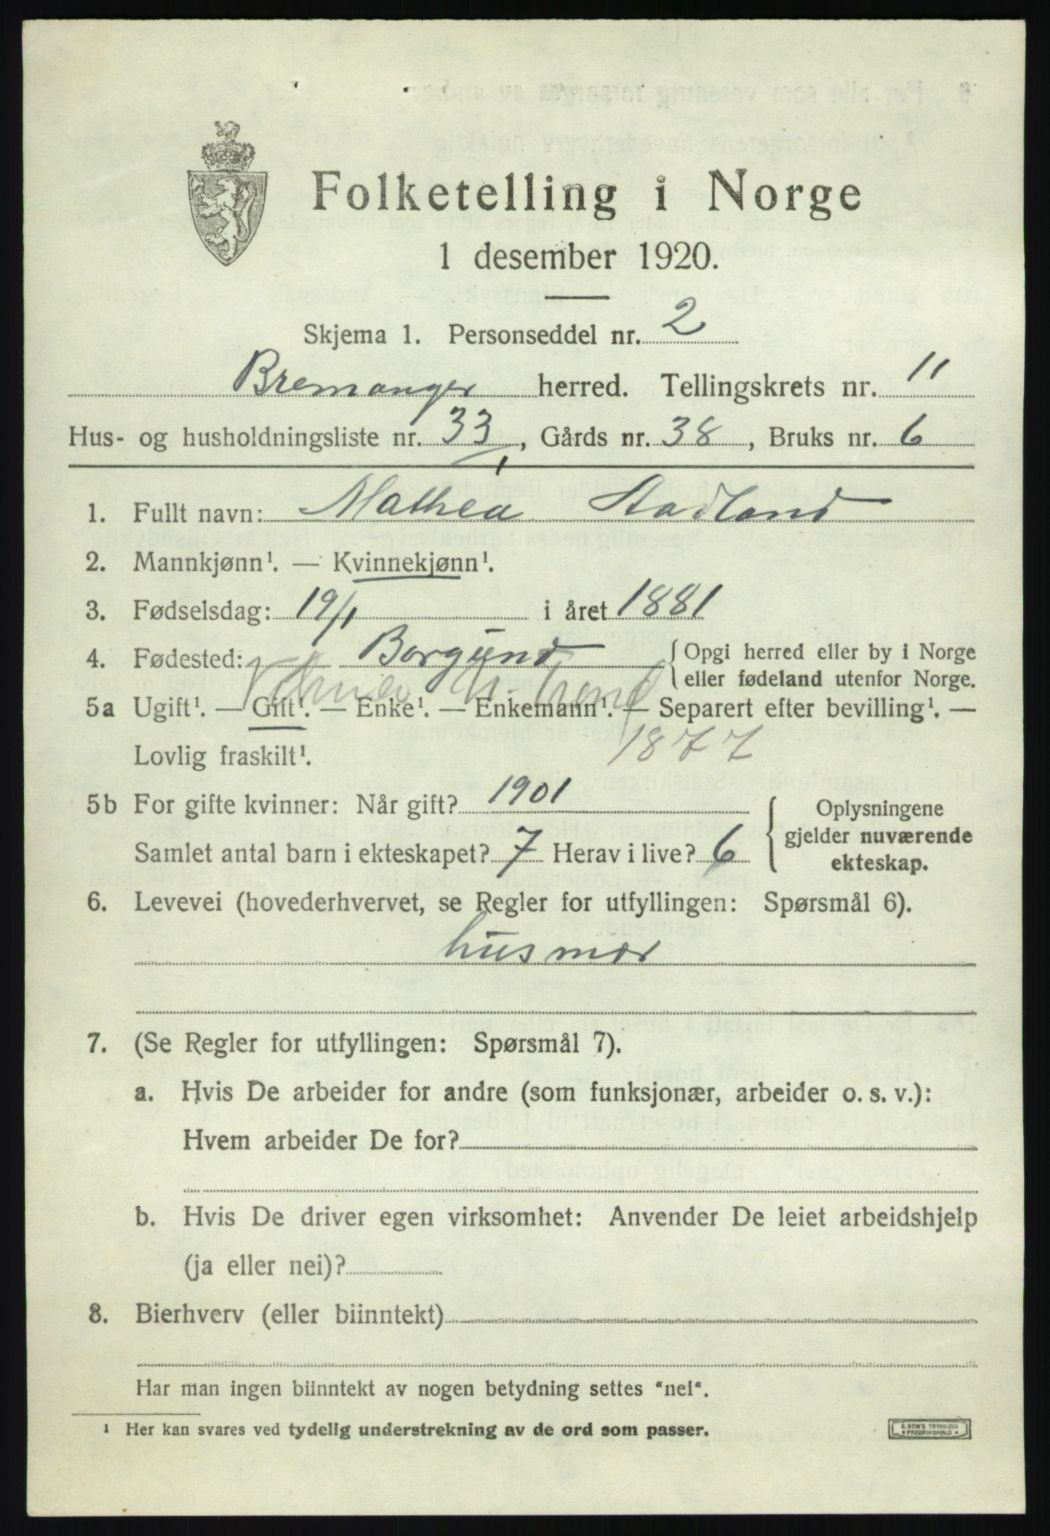 Folketelling i Norge
1 desember 1920.
Skjema 1. Personseddel nr. 2
Bremanger herred. Tellingskrets nr. 11
Hus- og husholdningsliste nr. 33/1, Gårds nr. 38, Bruks nr. 6
1. Fullt navn: Mathea Stadland
2. Mannkjønn¹. — Kvinnekjønn¹.
3. Fødselsdag: 19/1 i året 1881
4. Fødested: Borgund { Opgi herred eller by i Norge
eller fødeland utenfor Norge.
5a Ugift¹. — Gift¹. — Enke¹. — Enkemann¹. — Separert efter bevilling¹. —
Lovlig fraskilt¹. 1877
5b For gifte kvinner: Når gift? 1901
Samlet antal barn i ekteskapet? 7 Herav i live? 6
{ Oplysningene
gjelder nuværende
ekteskap.
6. Levevei (hovederhvervet, se Regler for utfyllingen: Spørsmål 6).
husmor
7. (Se Regler for utfyllingen: Spørsmål 7).
a. Hvis De arbeider for andre (som funksjonær, arbeider o. s. v.):
Hvem arbeider De for?
b. Hvis De driver egen virksomhet: Anvender De leiet arbeidshjelp
(ja eller nei)?
8. Bierhverv (eller biinntekt)
Har man ingen biinntekt av nogen betydning settes "nei".
¹ Her kan svares ved tydelig understrekning av de ord som passer.